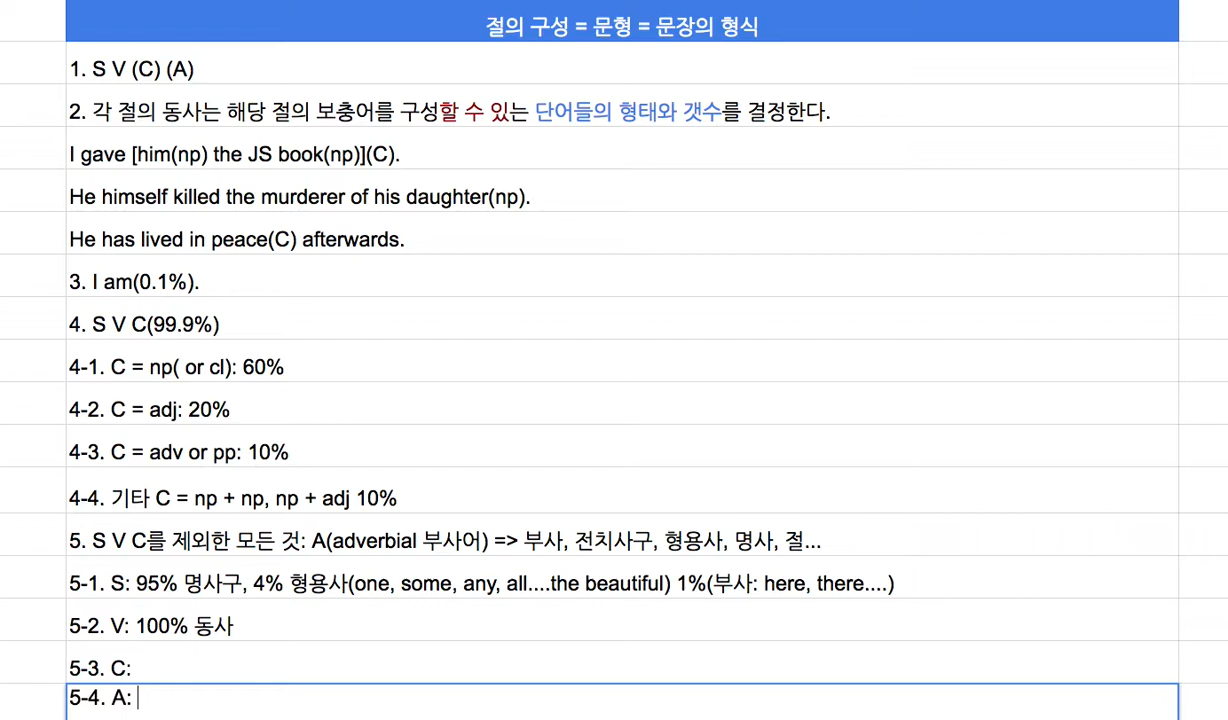 절의 구성 = 문형 = 문장의 형식
1. S V (C) (A)
2. 각 절의 동사는 해당 절의 보충어를 구성할 수 있는 단어들의 형태와 갯수를 결정한다.
I gave [him(np) the JS book(np)](C).
He himself killed the murderer of his daughter(np).
He has lived in peace(C) afterwards.
3. I am(0.1%).
4. S V C(99.9%)
4-1. C = np( or cl): 60%
4-2. C = adj: 20%
4-3. C = adv or pp: 10%
4-4. 기타 C = np + np, np + adj 10%
5. S V C를 제외한 모든 것: A(adverbial 부사어) => 부사, 전치사구, 형용사, 명사, 절...
5-1. S: 95% 명사구, 4% 형용사(one, some, any, all....the beautiful) 1%(부사: here, there....)
5-2. V: 100% 동사
5-3. C:
5-4. A: